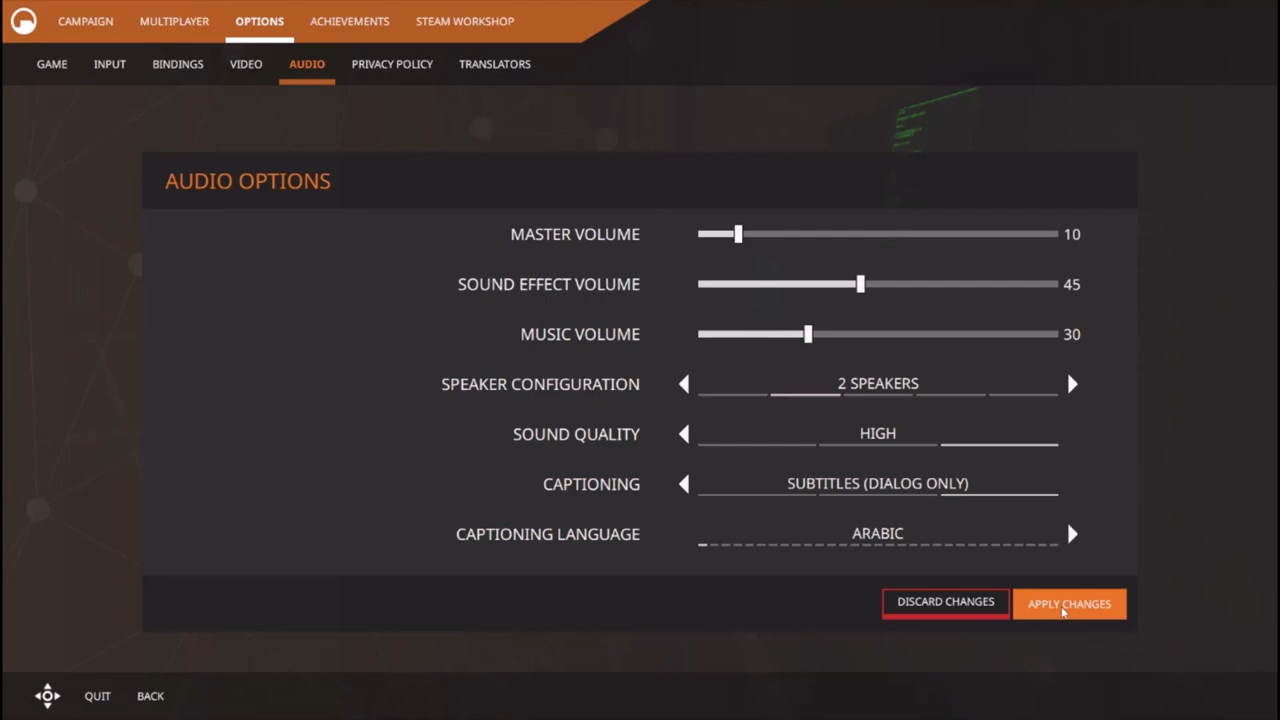 CAMPAIGN MULTIPLAYER OPTIONS ACHIEVEMENTS STEAM WORKSHOP
GAME INPUT BINDINGS VIDEO AUDIO PRIVACY POLICY TRANSLATORS
AUDIO OPTIONS
MASTER VOLUME 10
SOUND EFFECT VOLUME 45
MUSIC VOLUME 30
SPEAKER CONFIGURATION 2 SPEAKERS
SOUND QUALITY HIGH
CAPTIONING SUBTITLES (DIALOG ONLY)
CAPTIONING LANGUAGE ARABIC
DISCARD CHANGES APPLY CHANGES
QUIT BACK